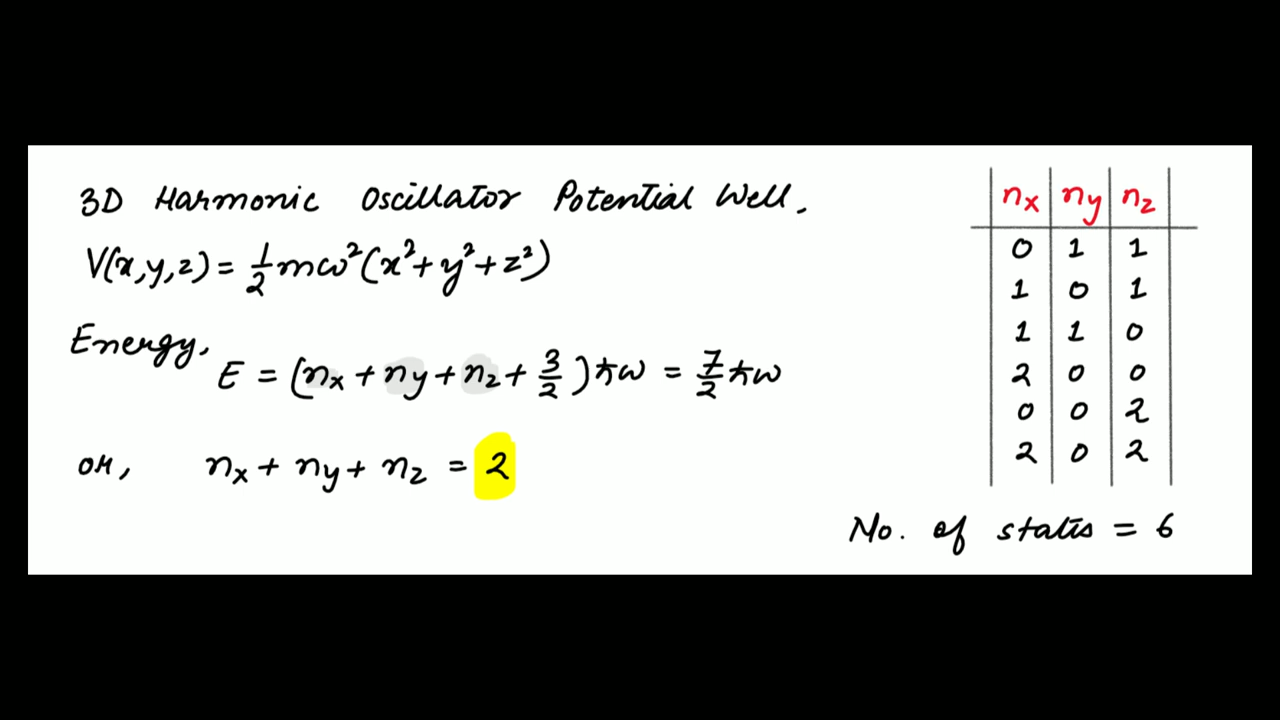 3D Harmonic Oscillator Potential Well.
V(x,y,z) = 1/2 mω²(x²+y²+z²)
Energy,
E = (nx + ny + nz + 3/2)ℏω = 7/2 ℏω
or, nx + ny + nz = 2
nx ny nz
0 1 1
1 0 1
1 1 0
2 0 0
0 0 2
2 0 2
No. of states = 6